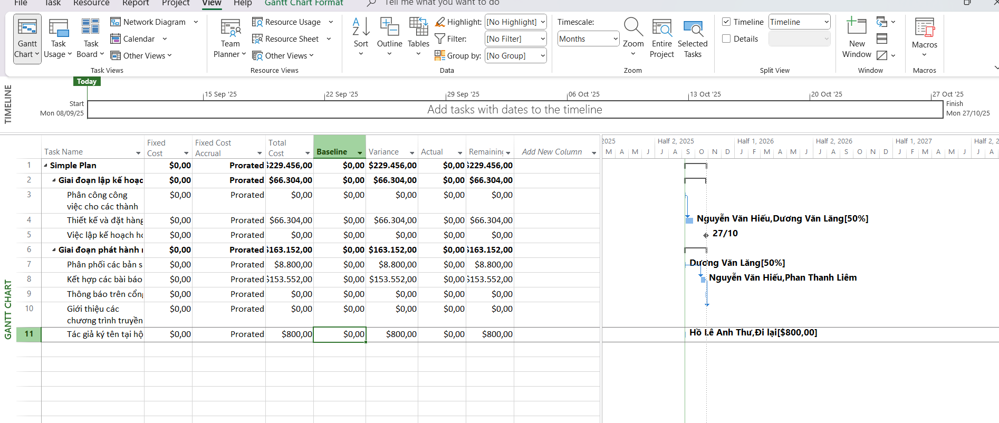 File Task Resource Report Project View Help Gantt Chart Format Tell me what you want to do
Gantt Chart
Task Usage
Task Board
Network Diagram
Calendar
Other Views
Task Views
Team Planner
Resource Usage
Resource Sheet
Other Views
Resource Views
Sort
Outline
Tables
Highlight: [No Highlight]
Filter: [No Filter]
Group by: [No Group]
Data
Timescale:
Months
Zoom
Entire Project
Selected Tasks
Zoom
Timeline Timeline
Details
Split View
New Window
Window
Macros
Macros
TIMELINE
Today
15 Sep '25 22 Sep '25 29 Sep '25 06 Oct '25 13 Oct '25 20 Oct '25 27 Oct '25
Start
Mon 08/09/25
Add tasks with dates to the timeline
Finish
Mon 27/10/25
GANTT CHART
Task Name Fixed Cost Fixed Cost Accrual Total Cost Baseline Variance Actual Remaining Add New Column
2025 Half 2, 2025 Half 1, 2026 Half 2, 2026 Half 1, 2027 Half 2, 2
M A M J J A S O N D J F M A M J J A S O N D J F M A M J J A
1 Simple Plan $0,00 Prorated $229.456,00 $0,00 $229.456,00 $0,00 $229.456,00
2 Giai đoạn lập kế hoạc $0,00 Prorated $66.304,00 $0,00 $66.304,00 $0,00 $66.304,00
3 Phân công công việc cho các thành $0,00 Prorated $0,00 $0,00 $0,00 $0,00 $0,00
4 Thiết kế và đặt hàng $0,00 Prorated $66.304,00 $0,00 $66.304,00 $0,00 $66.304,00
Nguyễn Văn Hiếu,Dương Văn Lăng[50%]
5 Việc lập kế hoạch ho $0,00 Prorated $0,00 $0,00 $0,00 $0,00 $0,00
27/10
6 Giai đoạn phát hành $0,00 Prorated $163.152,00 $0,00 $163.152,00 $0,00 $163.152,00
7 Phân phối các bản s $0,00 Prorated $8.800,00 $0,00 $8.800,00 $0,00 $8.800,00
Dương Văn Lăng[50%]
8 Kết hợp các bài báo $0,00 Prorated $153.552,00 $0,00 $153.552,00 $0,00 $153.552,00
Nguyễn Văn Hiếu,Phan Thanh Liêm
9 Thông báo trên cổng $0,00 Prorated $0,00 $0,00 $0,00 $0,00 $0,00
10 Giới thiệu các chương trình truyền $0,00 Prorated $0,00 $0,00 $0,00 $0,00 $0,00
11 Tác giả ký tên tại hộ $0,00 Prorated $800,00 $0,00 $800,00 $0,00 $800,00
Hồ Lê Anh Thư,Đi lại[$800,00]